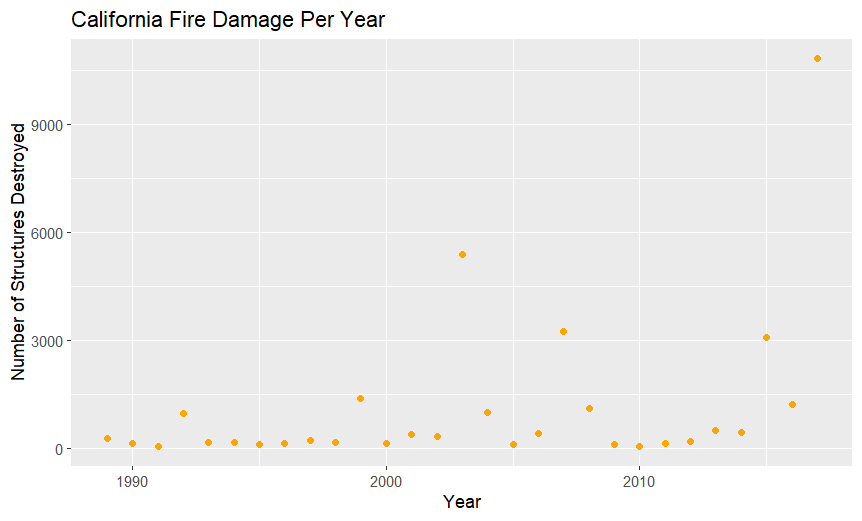 California Fire Damage Per Year
Number of Structures Destroyed
9000
6000
3000
0
1990
2000
2010
Year